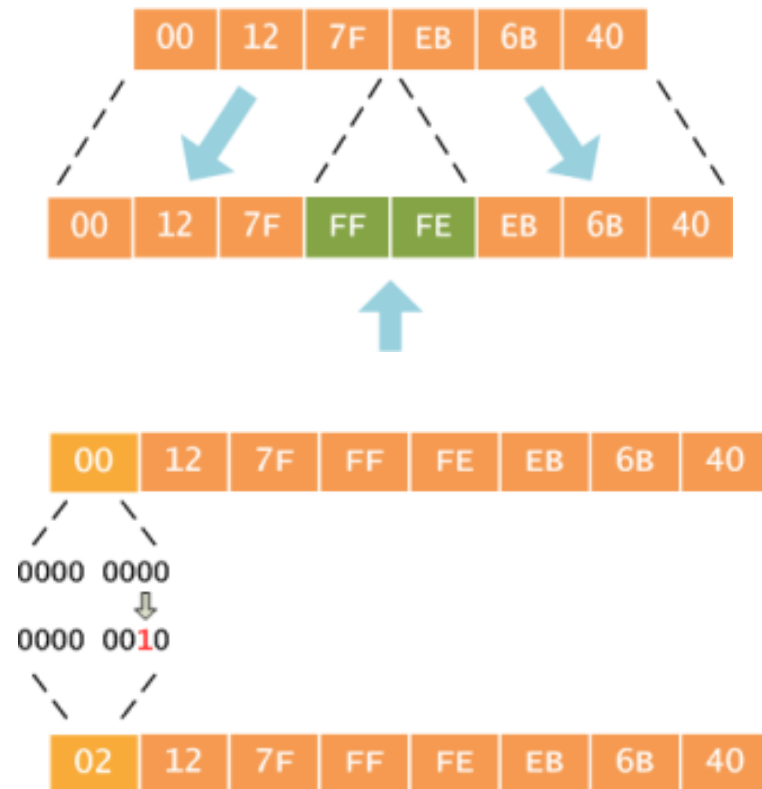 00 12 7F EB 6B 40
00 12 7F FF FE EB 6B 40
00 12 7F FF FE EB 6B 40
0000 0000
0000 0010
02 12 7F FF FE EB 6B 40